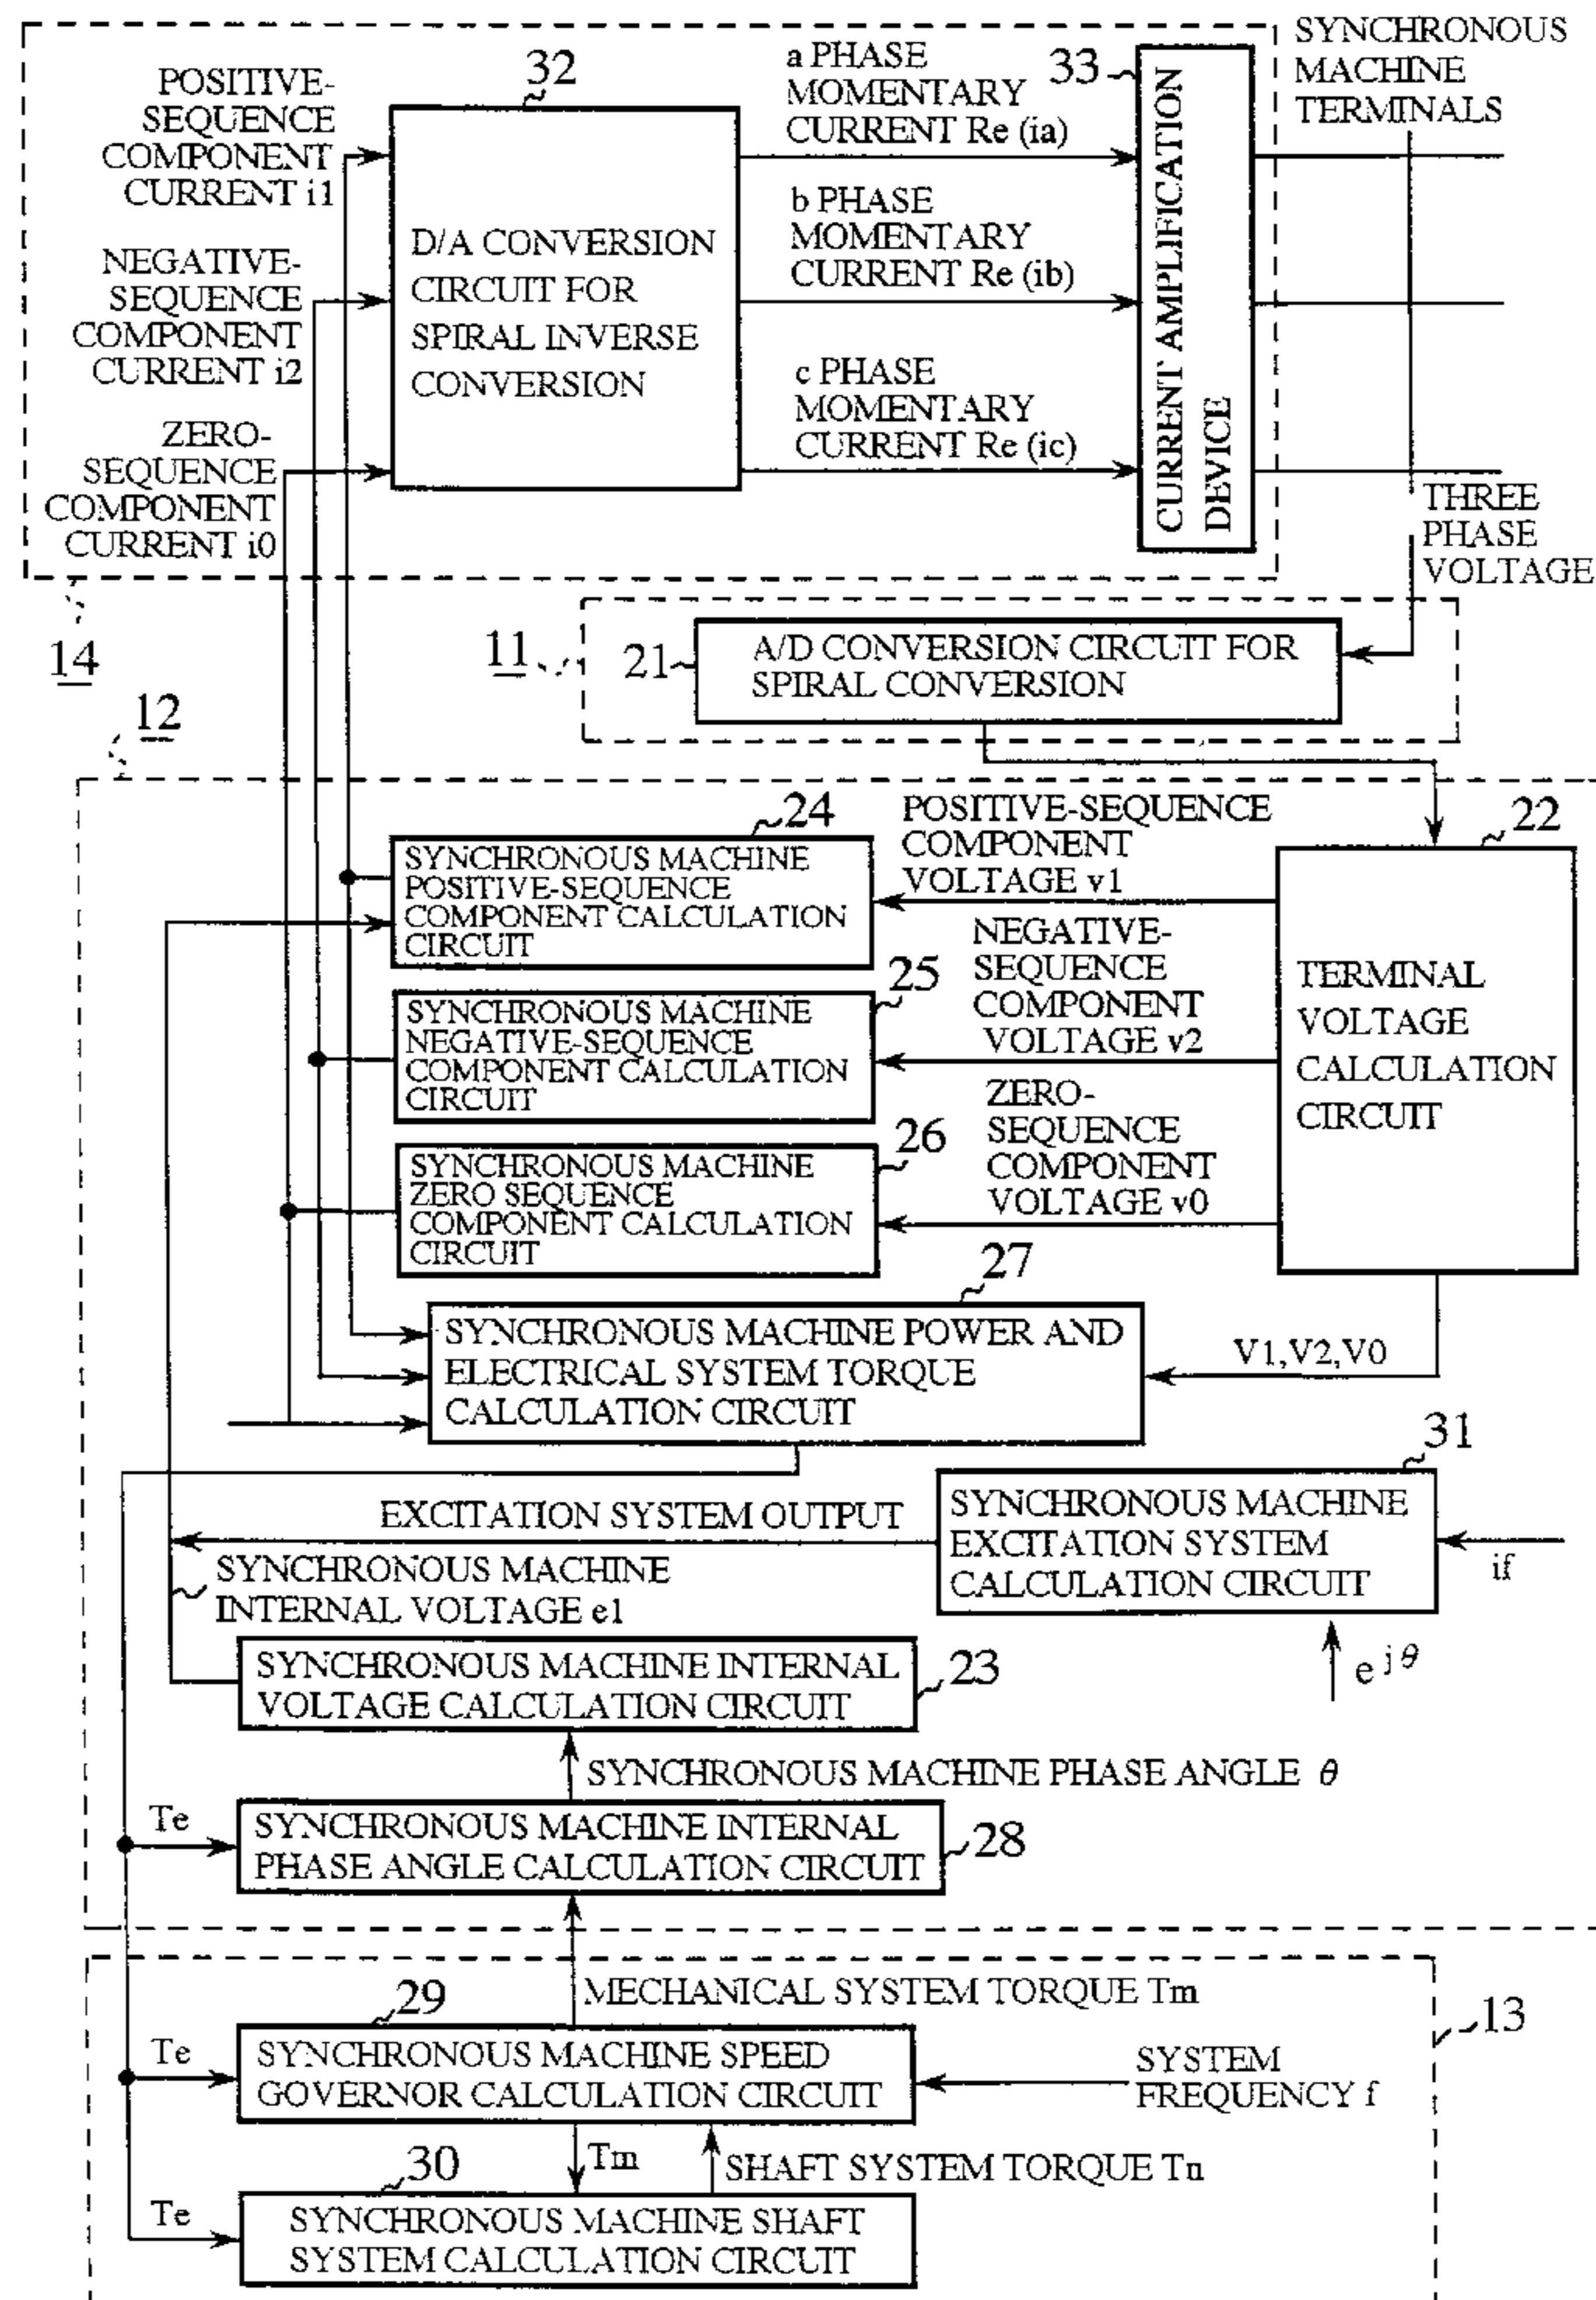 SYNCHRONOUS
MACHINE
TERMINALS
POSITIVE-
SEQUENCE
COMPONENT
CURRENT i1
NEGATIVE-
SEQUENCE
COMPONENT
CURRENT i2
ZERO-
SEQUENCE
COMPONENT
CURRENT i0
32
D/A CONVERSION
CIRCUIT FOR
SPIRAL INVERSE
CONVERSION
a PHASE
MOMENTARY
CURRENT Re (ia)
b PHASE
MOMENTARY
CURRENT Re (ib)
c PHASE
MOMENTARY
CURRENT Re (ic)
33
CURRENT AMPLIFICATION
DEVICE
THREE
PHASE
VOLTAGE
14
11
21
A/D CONVERSION CIRCUIT FOR
SPIRAL CONVERSION
12
24
SYNCHRONOUS MACHINE
POSITIVE-SEQUENCE
COMPONENT CALCULATION
CIRCUIT
POSITIVE-SEQUENCE
COMPONENT
VOLTAGE v1
22
TERMINAL
VOLTAGE
CALCULATION
CIRCUIT
25
SYNCHRONOUS MACHINE
NEGATIVE-SEQUENCE
COMPONENT CALCULATION
CIRCUIT
NEGATIVE-
SEQUENCE
COMPONENT
VOLTAGE v2
26
SYNCHRONOUS MACHINE
ZERO SEQUENCE
COMPONENT CALCULATION
CIRCUIT
ZERO-
SEQUENCE
COMPONENT
VOLTAGE v0
27
SYNCHRONOUS MACHINE POWER AND
ELECTRICAL SYSTEM TORQUE
CALCULATION CIRCUIT
V1,V2,V0
31
SYNCHRONOUS MACHINE
EXCITATION SYSTEM
CALCULATION CIRCUIT
if
e jθ
EXCITATION SYSTEM OUTPUT
SYNCHRONOUS MACHINE
INTERNAL VOLTAGE e1
SYNCHRONOUS MACHINE INTERNAL
VOLTAGE CALCULATION CIRCUIT
23
SYNCHRONOUS MACHINE PHASE ANGLE θ
Te
SYNCHRONOUS MACHINE INTERNAL
PHASE ANGLE CALCULATION CIRCUIT
28
MECHANICAL SYSTEM TORQUE Tm
29
13
Te
SYNCHRONOUS MACHINE SPEED
GOVERNOR CALCULATION CIRCUIT
SYSTEM
FREQUENCY f
Tm
SHAFT SYSTEM TORQUE Tn
30
Te
SYNCHRONOUS MACHINE SHAFT
SYSTEM CALCULATION CIRCUIT